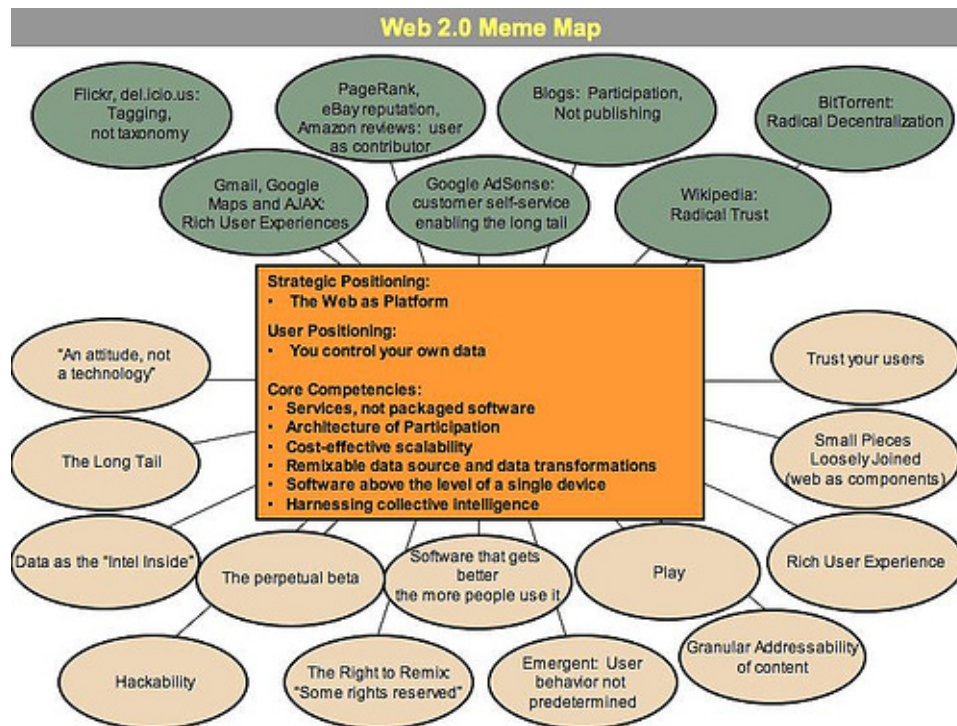 Web 2.0 Meme Map
Flickr, del.icio.us:
Tagging,
not taxonomy
PageRank,
eBay reputation,
Amazon reviews: user
as contributor
Blogs: Participation,
Not publishing
BitTorrent:
Radical Decentralization
Gmail, Google
Maps and AJAX:
Rich User Experiences
Google AdSense:
customer self-service
enabling the long tail
Wikipedia:
Radical Trust
Strategic Positioning:
• The Web as Platform
User Positioning:
• You control your own data
Core Competencies:
• Services, not packaged software
• Architecture of Participation
• Cost-effective scalability
• Remixable data source and data transformations
• Software above the level of a single device
• Harnessing collective intelligence
"An attitude, not
a technology"
Trust your users
The Long Tail
Small Pieces
Loosely Joined
(web as components)
Data as the "Intel Inside"
The perpetual beta
Software that gets
better
the more people use it
Play
Rich User Experience
Hackability
The Right to Remix:
"Some rights reserved"
Emergent: User
behavior not
predetermined
Granular Addressability
of content